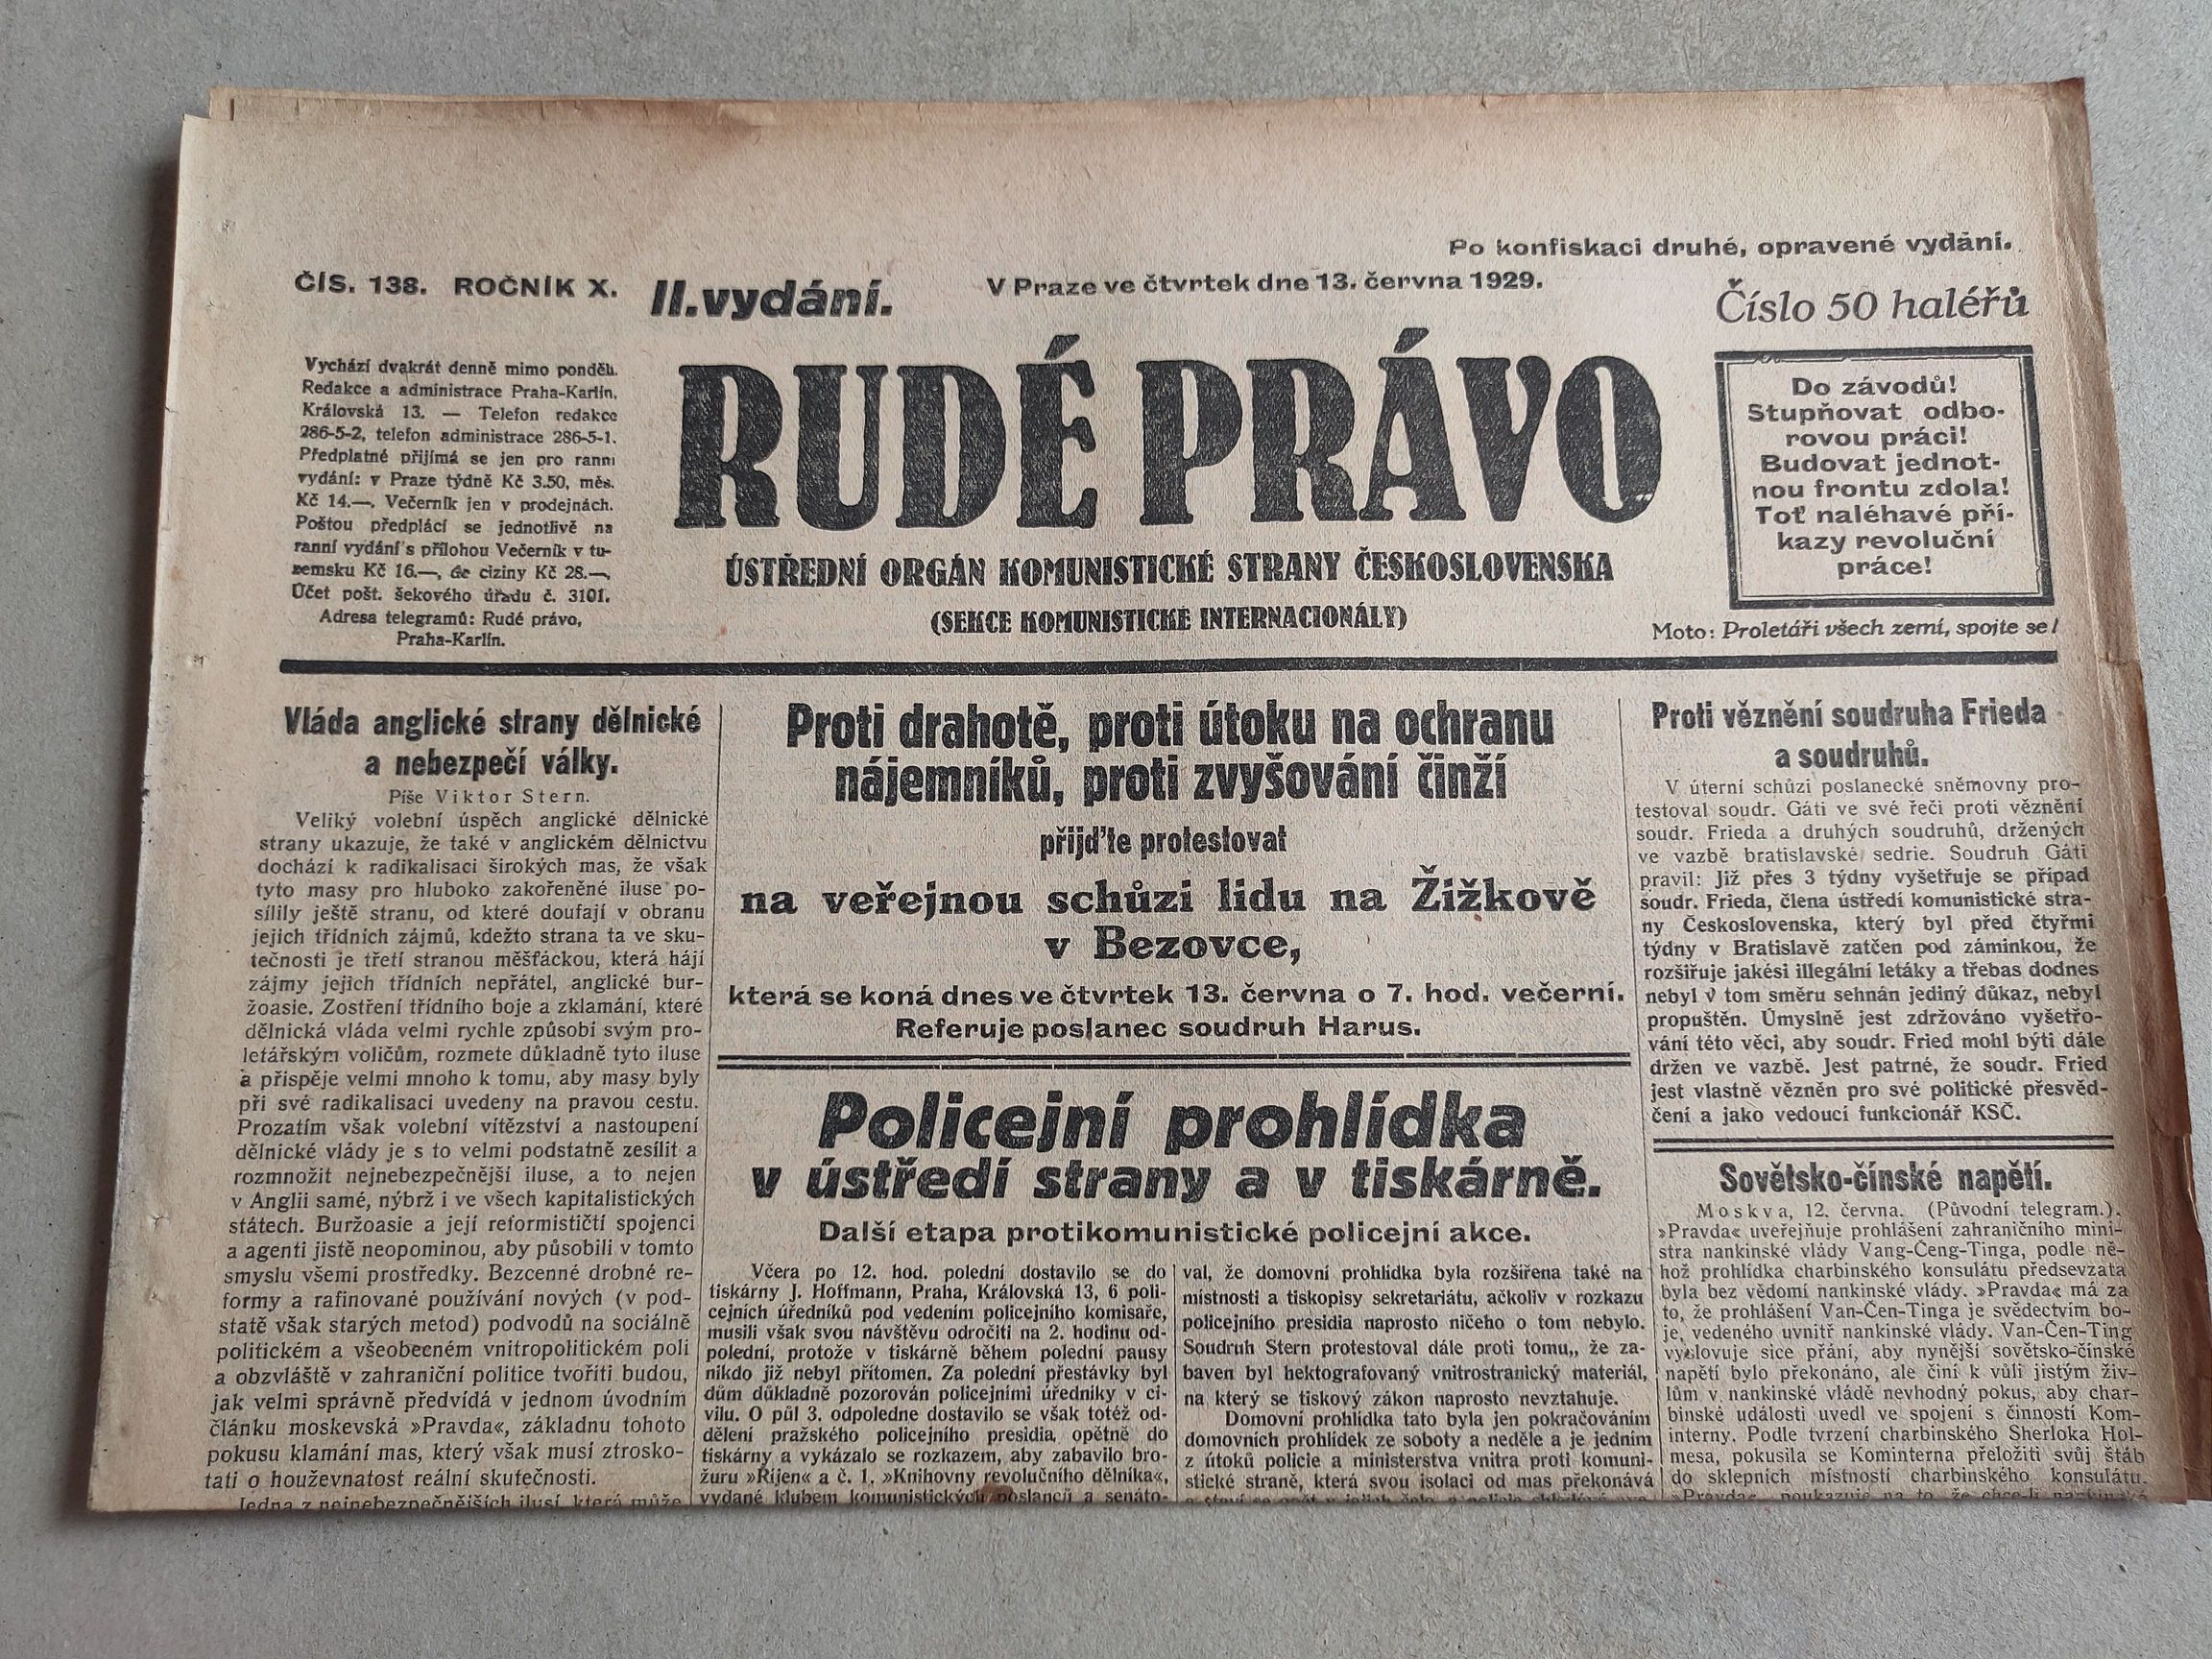 Po konfiskaci druhé, opravené vydání.
ČÍS. 138. ROČNÍK X.
II. vydání.
V Praze ve čtvrtek dne 13. června 1929.
Číslo 50 haléřů
Vychází dvakrát denně mimo ponděli.
Redakce a administrace Praha-Karlín,
Královská 13. — Telefon redakce
286-5-2, telefon administrace 286-5-1.
Předplatné přijímá se jen pro ranní
vydání: v Praze týdně Kč 3.50, měs.
Kč 14.—. Večerník jen v prodejnách.
Poštou předplácí se jednotlivě na
ranní vydání s přílohou Večerník v tu-
zemsku Kč 16.—, do ciziny Kč 28.—,
Účet pošt. šekového úřadu č. 3101.
Adresa telegramů: Rudé právo,
Praha-Karlín.
RUDÉ PRÁVO
ÚSTŘEDNÍ ORGÁN KOMUNISTICKÉ STRANY ČESKOSLOVENSKA
(SEKCE KOMUNISTICKÉ INTERNACIONÁLY)
Do závodů!
Stupňovat odbo-
rovou práci!
Budovat jednot-
nou frontu zdola!
Toť naléhavé pří-
kazy revoluční
práce!
Moto: Proletáři všech zemí, spojte se!
Vláda anglické strany dělnické
a nebezpečí války.
Píše Viktor Stern.
Veliký volební úspěch anglické dělnické
strany ukazuje, že také v anglickém dělnictvu
dochází k radikalisaci širokých mas, že však
tyto masy pro hluboko zakořeněné iluse po-
sílily ještě stranu, od které doufají v obranu
jejich třídních zájmů, kdežto strana ta ve sku-
tečnosti je třetí stranou měšťáckou, která hájí
zájmy jejich třídních nepřátel, anglické bur-
žoasie. Zostření třídního boje a zklamání, které
dělnická vláda velmi rychle způsobí svým pro-
letářským voličům, rozmete důkladně tyto iluse
a přispěje velmi mnoho k tomu, aby masy byly
při své radikalisaci uvedeny na pravou cestu.
Prozatím však volební vítězství a nastoupení
dělnické vlády je s to velmi podstatně zesílit a
rozmnožit nejnebezpečnější iluse, a to nejen
v Anglii samé, nýbrž i ve všech kapitalistických
státech. Buržoasie a její reformističtí spojenci
a agenti jistě neopominou, aby působili v tomto
smyslu všemi prostředky. Bezcenné drobné re-
formy a rafinované používání nových (v pod-
statě však starých metod) podvodů na sociálně
politickém a všeobecném vnitropolitickém poli
a obzvláště v zahraniční politice tvořiti budou,
jak velmi správně předvídá v jednom úvodním
článku moskevská »Pravda«, základnu tohoto
pokusu klamání mas, který však musí ztrosko-
tati o houževnatost reální skutečnosti.
Jedna z nejnebezpečnějších ilusí, která může
Proti drahotě, proti útoku na ochranu
nájemníků, proti zvyšování činží
přijďte protestovat
na veřejnou schůzi lidu na Žižkově
v Bezovce,
která se koná dnes ve čtvrtek 13. června o 7. hod. večerní.
Referuje poslanec soudruh Harus.
Policejní prohlídka
v ústředí strany a v tiskárně.
Další etapa protikomunistické policejní akce.
Včera po 12. hod. polední dostavilo se do
tiskárny J. Hoffmann, Praha, Královská 13, 6 poli-
cejních úředníků pod vedením policejního komisaře,
musili však svou návštěvu odročiti na 2. hodinu od-
polední, protože v tiskárně během polední pausy
nikdo již nebyl přítomen. Za polední přestávky byl
dům důkladně pozorován policejními úředníky v ci-
vilu. O půl 3. odpoledne dostavilo se však totéž od-
dělení pražského policejního presidia, opětně do
tiskárny a vykázalo se rozkazem, aby zabavilo bro-
žuru »Říjen« a č. 1. »Knihovny revolučního dělníka«,
vydané klubem komunistických poslanců a senáto-
val, že domovní prohlídka byla rozšířena také na
místnosti a tiskopisy sekretariátu, ačkoliv v rozkazu
policejního presidia naprosto ničeho o tom nebylo.
Soudruh Stern protestoval dále proti tomu,, že za-
baven byl hektografovaný vnitrostranický materiál,
na který se tiskový zákon naprosto nevztahuje.
Domovní prohlídka tato byla jen pokračováním
domovních prohlídek ze soboty a neděle a je jedním
z útoků policie a ministerstva vnitra proti komuni-
stické straně, která svou isolaci od mas překonává
Proti věznění soudruha Frieda
a soudruhů.
V úterní schůzi poslanecké sněmovny pro-
testoval soudr. Gáti ve své řeči proti věznění
soudr. Frieda a druhých soudruhů, držených
ve vazbě bratislavské sedrie. Soudruh Gáti
pravil: Již přes 3 týdny vyšetřuje se případ
soudr. Frieda, člena ústředí komunistické stra-
ny Československa, který byl před čtyřmi
týdny v Bratislavě zatčen pod záminkou, že
rozšiřuje jakési illegální letáky a třebas dodnes
nebyl v tom směru sehnán jediný důkaz, nebyl
propuštěn. Úmyslně jest zdržováno vyšetřo-
vání této věci, aby soudr. Fried mohl býti dále
držen ve vazbě. Jest patrné, že soudr. Fried
jest vlastně vězněn pro své politické přesvěd-
čení a jako vedoucí funkcionář KSČ.
Sovětsko-čínské napětí.
Moskva, 12. června. (Původní telegram.).
»Pravda« uveřejňuje prohlášení zahraničního mini-
stra nankinské vlády Vang-Čeng-Tinga, podle ně-
hož prohlídka charbinského konsulátu předsevzata
byla bez vědomí nankinské vlády. »Pravda« má za
to, že prohlášení Van-Čen-Tinga je svědectvím bo-
je, vedeného uvnitř nankinské vlády. Van-Čen-Ting
vyslovuje sice přání, aby nynější sovětsko-čínské
napětí bylo překonáno, ale činí k vůli jistým živ-
lům v nankinské vládě nevhodný pokus, aby char-
binské události uvedl ve spojení s činností Kom-
interny. Podle tvrzení charbinského Sherloka Hol-
mesa, pokusila se Kominterna přeložiti svůj štáb
do sklepních místností charbinského konsulátu.
»Pravda« poukazuje na to, že chce-li nankinská